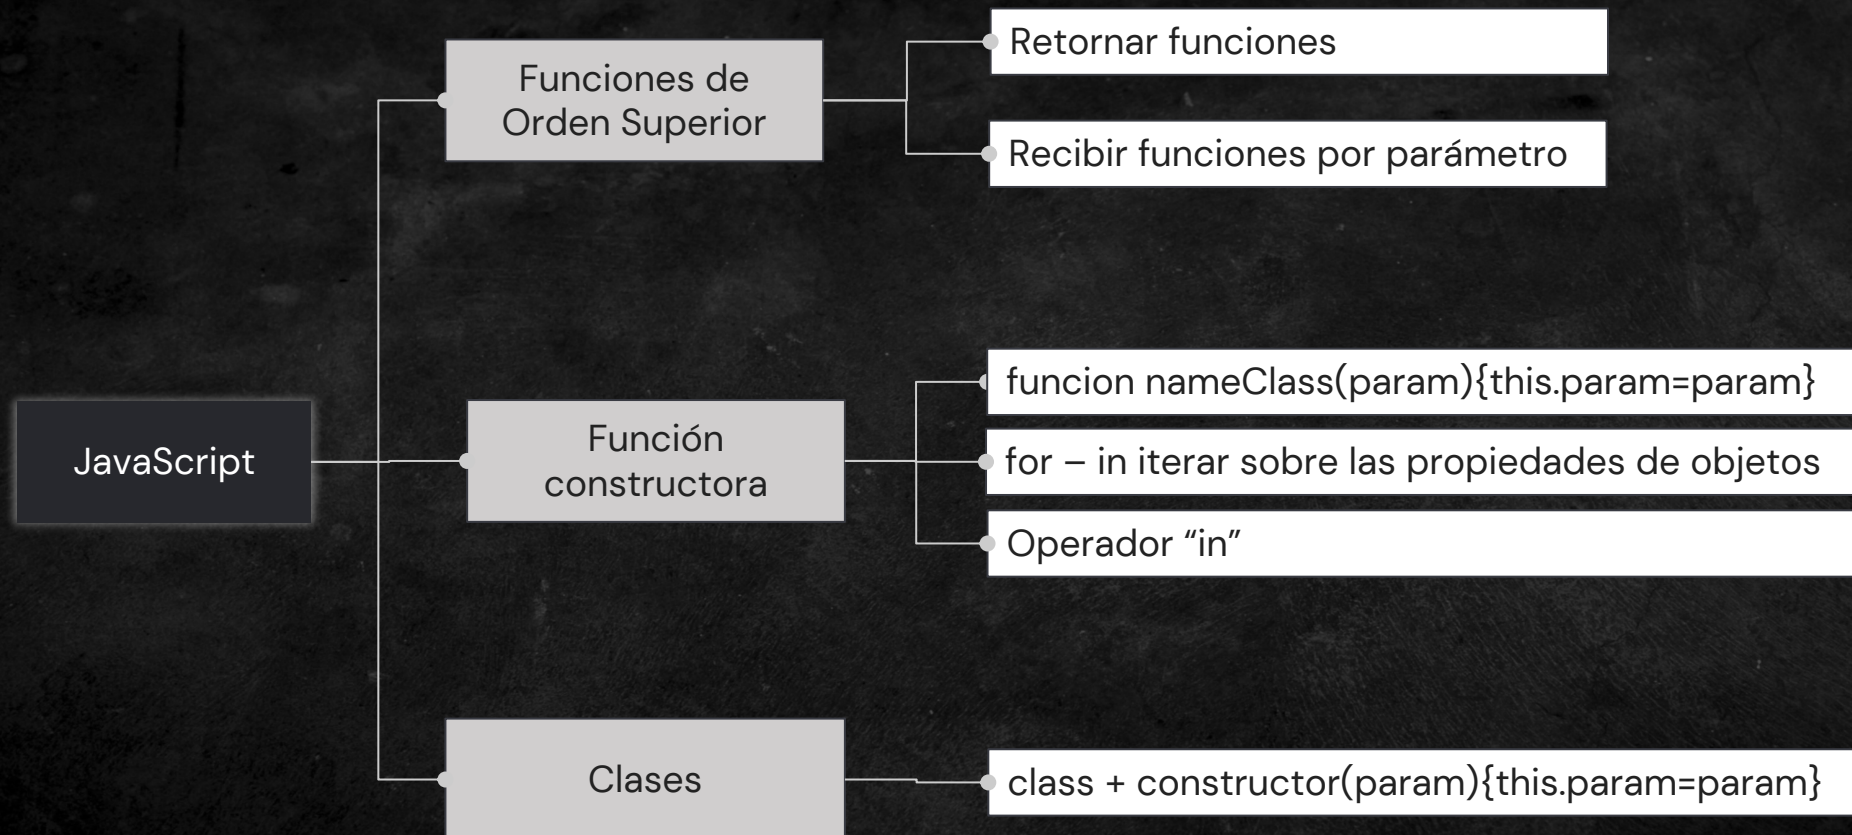 JavaScript
Funciones de
Orden Superior
Retornar funciones
Recibir funciones por parámetro
Función
constructora
funcion nameClass(param){this.param=param}
for – in iterar sobre las propiedades de objetos
Operador “in”
Clases
class + constructor(param){this.param=param}